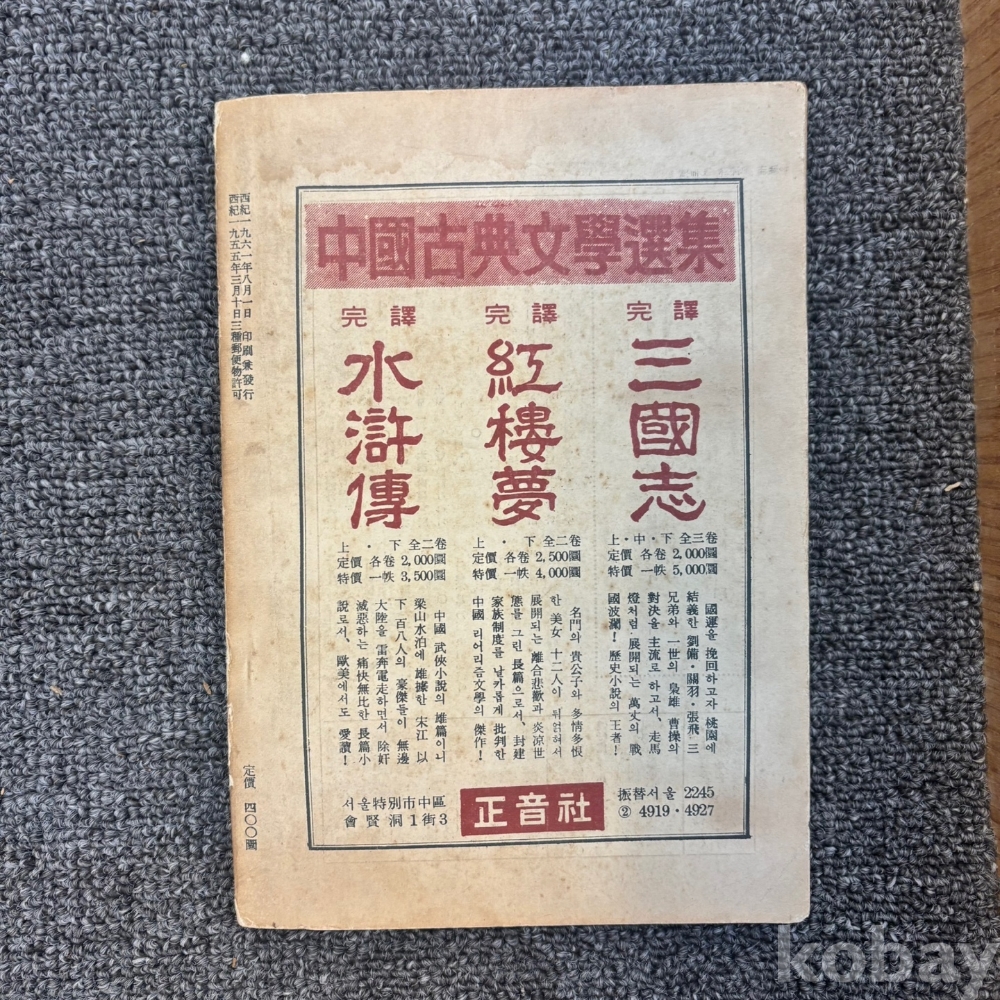 中國古典文學選集
完譯
三國志
上·中·下 全三卷
定價 各卷 2,000圜
特價 一帙 5,000圜
國運을 挽回하고자 桃園에
結義한 劉備·關羽·張飛 三
兄弟와 一世의 梟雄 曹操의
對決을 主流로 하고서, 走馬
燈처럼 展開되는 萬丈의 戰
國波瀾! 歷史小說의 王者!
完譯
紅樓夢
上 · 下 全二卷
定價 各卷 2,500圜
特價 一帙 4,000圜
名門의 貴公子와 多情多恨
한 美女 十二人이 뒤얽혀서
展開되는 離合悲歡과 炎凉世
態를 그린 長篇으로서, 封建
家族制度를 날카롭게 批判한
中國 리어리즘文學의 傑作!
完譯
水滸傳
上 · 下 全二卷
定價 各卷 2,000圜
特價 一帙 3,500圜
中國 武俠小說의 雄篇이니
梁山水泊에 雄據한 宋江 以
下 百八人의 豪傑들이 無邊
大陸을 雷奔電走하면서 除奸
滅惡하는 痛快無比한 長篇小
說로서, 歐美에서도 愛讀!
서울特別市中區
會賢洞1街3
正音社
振替서울 2245
② 4919·4927
西紀一九六一年八月一日 印刷兼發行
西紀一九五五年三月十日三種郵便物許可
定價 四〇〇圜
kobay